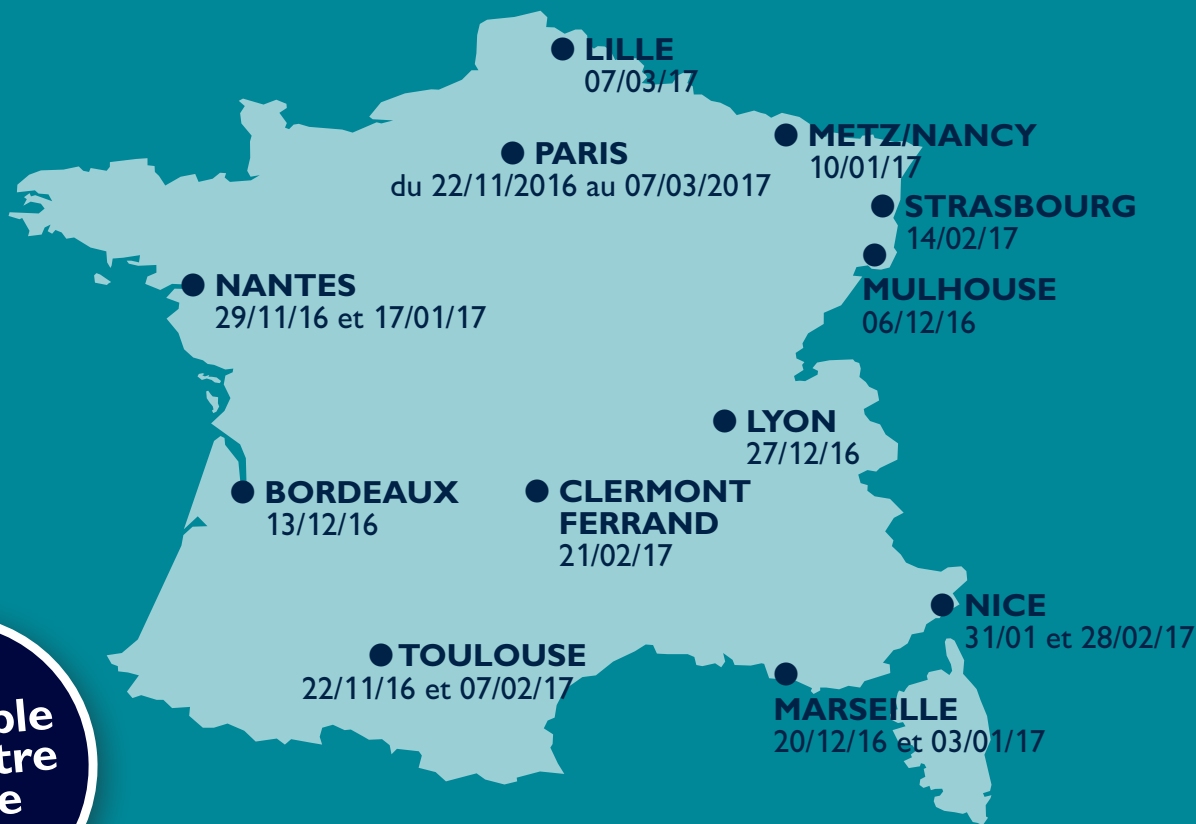 LILLE
07/03/17
METZ/NANCY
10/01/17
PARIS
du 22/11/2016 au 07/03/2017
STRASBOURG
14/02/17
MULHOUSE
06/12/16
NANTES
29/11/16 et 17/01/17
LYON
27/12/16
BORDEAUX
13/12/16
CLERMONT
FERRAND
21/02/17
NICE
31/01 et 28/02/17
TOULOUSE
22/11/16 et 07/02/17
MARSEILLE
20/12/16 et 03/01/17